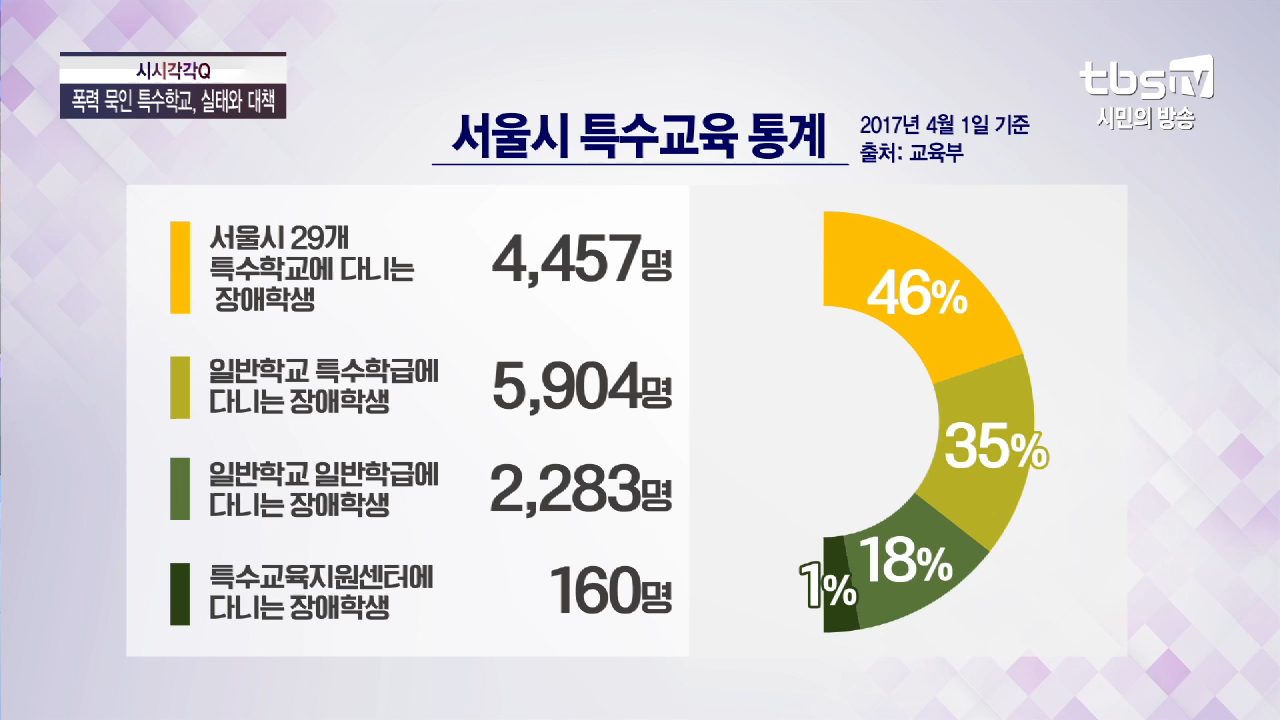 시시각각Q
폭력 묵인 특수학교, 실태와 대책
tbsTV
시민의 방송
서울시 특수교육 통계
2017년 4월 1일 기준
출처: 교육부
서울시 29개
특수학교에 다니는
장애학생
4,457명
일반학교 특수학급에
다니는 장애학생
5,904명
일반학교 일반학급에
다니는 장애학생
2,283명
특수교육지원센터에
다니는 장애학생
160명
46%
35%
18%
1%